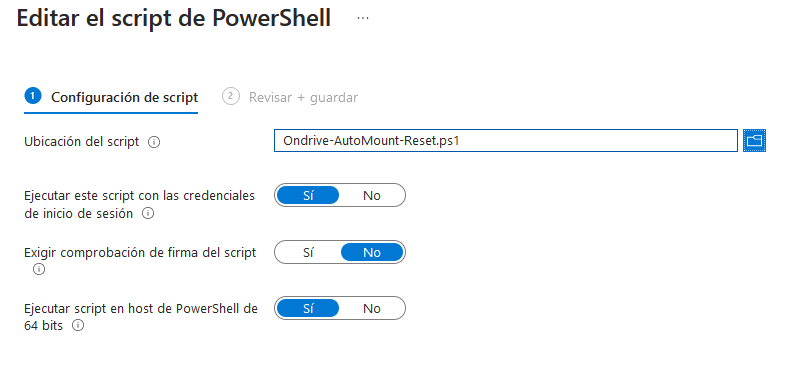 Editar el script de PowerShell ...
1 Configuración de script 2 Revisar + guardar
Ubicación del script Ondrive-AutoMount-Reset.ps1
Ejecutar este script con las credenciales
de inicio de sesión Sí No
Exigir comprobación de firma del script Sí No
Ejecutar script en host de PowerShell de
64 bits Sí No